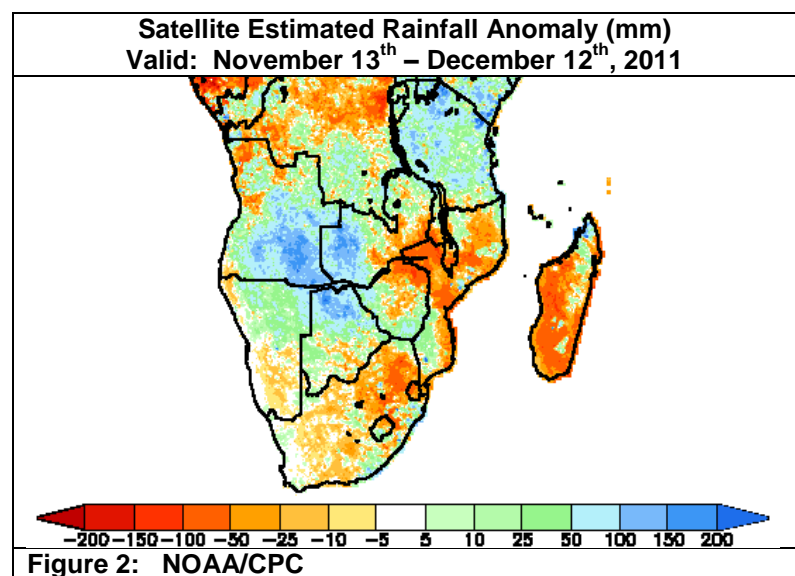 Satellite Estimated Rainfall Anomaly (mm)
Valid: November 13th – December 12th, 2011
-200 -150 -100 -50 -25 -10 -5 5 10 25 50 100 150 200
Figure 2: NOAA/CPC